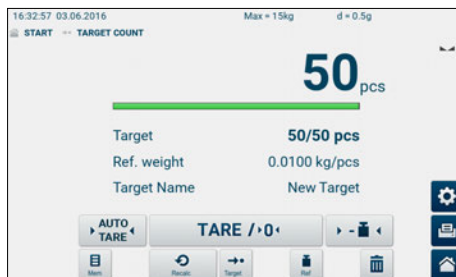 16:32:57 03.06.2016 Max = 15kg d = 0.5g
START TARGET COUNT
50 pcs
Target 50/50 pcs
Ref. weight 0.0100 kg/pcs
Target Name New Target
AUTO TARE
TARE / 0
Mem Recalc Target Ref